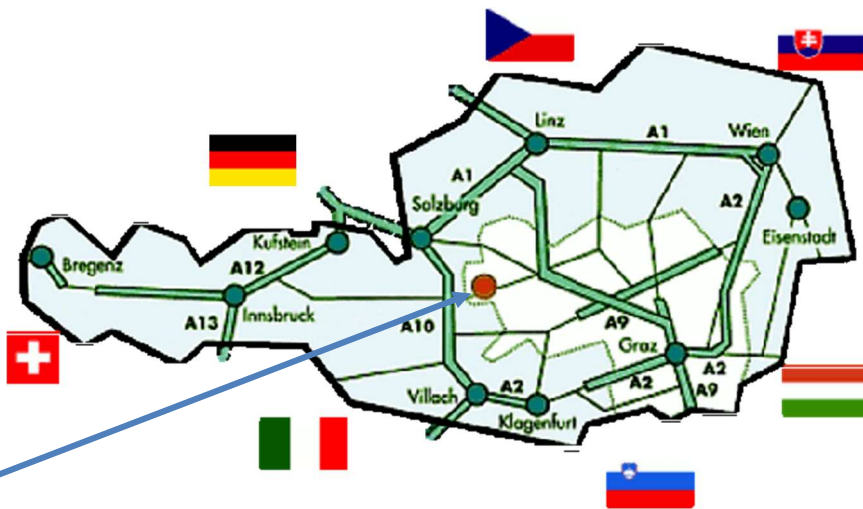 Linz
A1
Wien
A1
Salzburg
A2
Kufstein
Eisenstadt
Bregenz
A12
Innsbruck
A13
A10
A9
Graz
A2
A2
A9
Villach
A2
Klagenfurt